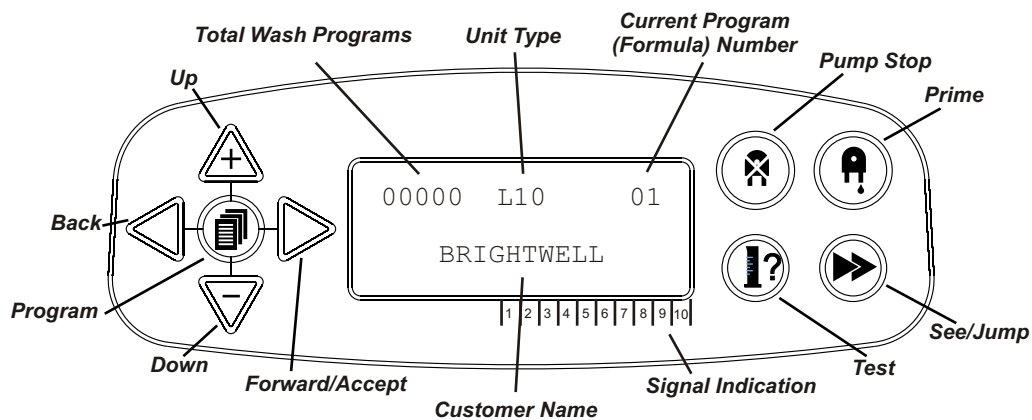 Total Wash Programs
Unit Type
Current Program
(Formula) Number
Pump Stop
Up
Prime
+
00000 L10 01
Back
?
BRIGHTWELL
Program
−
1 2 3 4 5 6 7 8 9 10
See/Jump
Down
Test
Forward/Accept
Signal Indication
Customer Name